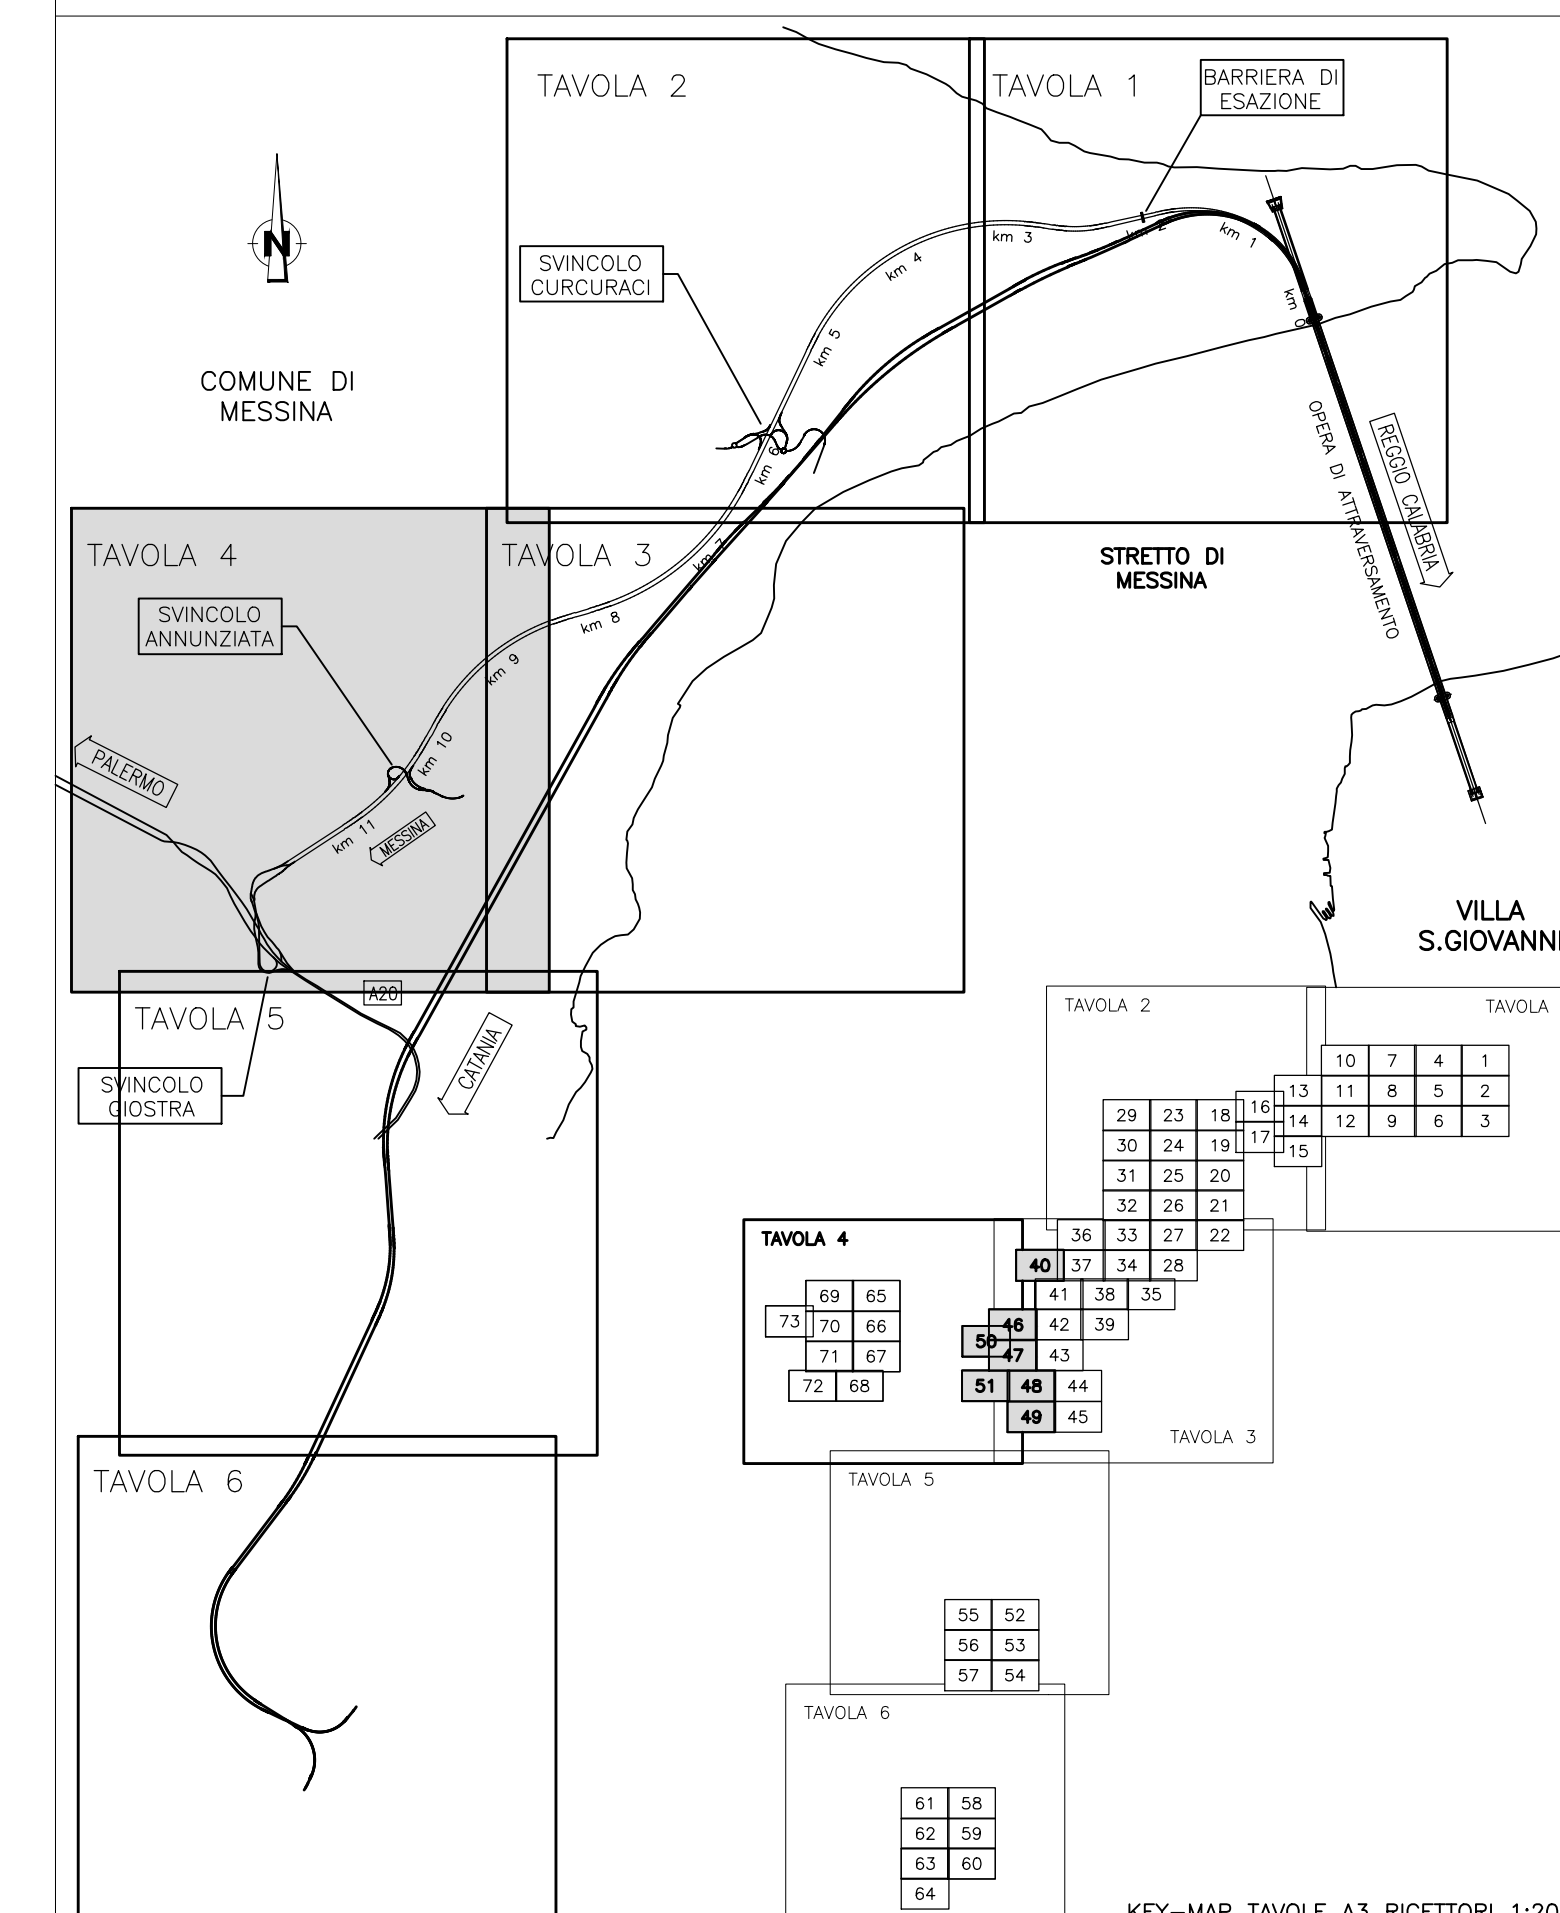 TAVOLA 2
TAVOLA 1
BARRIERA DI
ESAZIONE
N
SVINCOLO
CURCURACI
COMUNE DI
MESSINA
km 0
km 1
km 2
km 3
km 4
km 5
km 6
km 7
km 8
km 9
km 10
km 11
OPERA DI ATTRAVERSAMENTO
REGGIO CALABRIA
STRETTO DI
MESSINA
TAVOLA 4
TAVOLA 3
SVINCOLO
ANNUNZIATA
PALERMO
MESSINA
VILLA
S.GIOVANNI
A20
TAVOLA 5
CATANIA
SVINCOLO
GIOSTRA
TAVOLA 6
TAVOLA 2
TAVOLA
10 7 4 1
13 11 8 5 2
16 14 12 9 6 3
17 15
29 23 18
30 24 19
31 25 20
32 26 21
36 33 27 22
40 37 34 28
41 38 35
46 42 39
50 47 43
51 48 44
49 45
TAVOLA 4
69 65
73 70 66
71 67
72 68
TAVOLA 3
TAVOLA 5
55 52
56 53
57 54
TAVOLA 6
61 58
62 59
63 60
64
KEY-MAP TAVOLE A3 RICETTORI 1:20